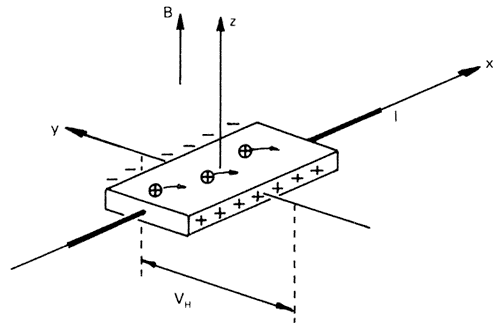 B
z
x
y
I
− − − − − − −
⊕ ⊕ ⊕
+ + + + + + +
V_H